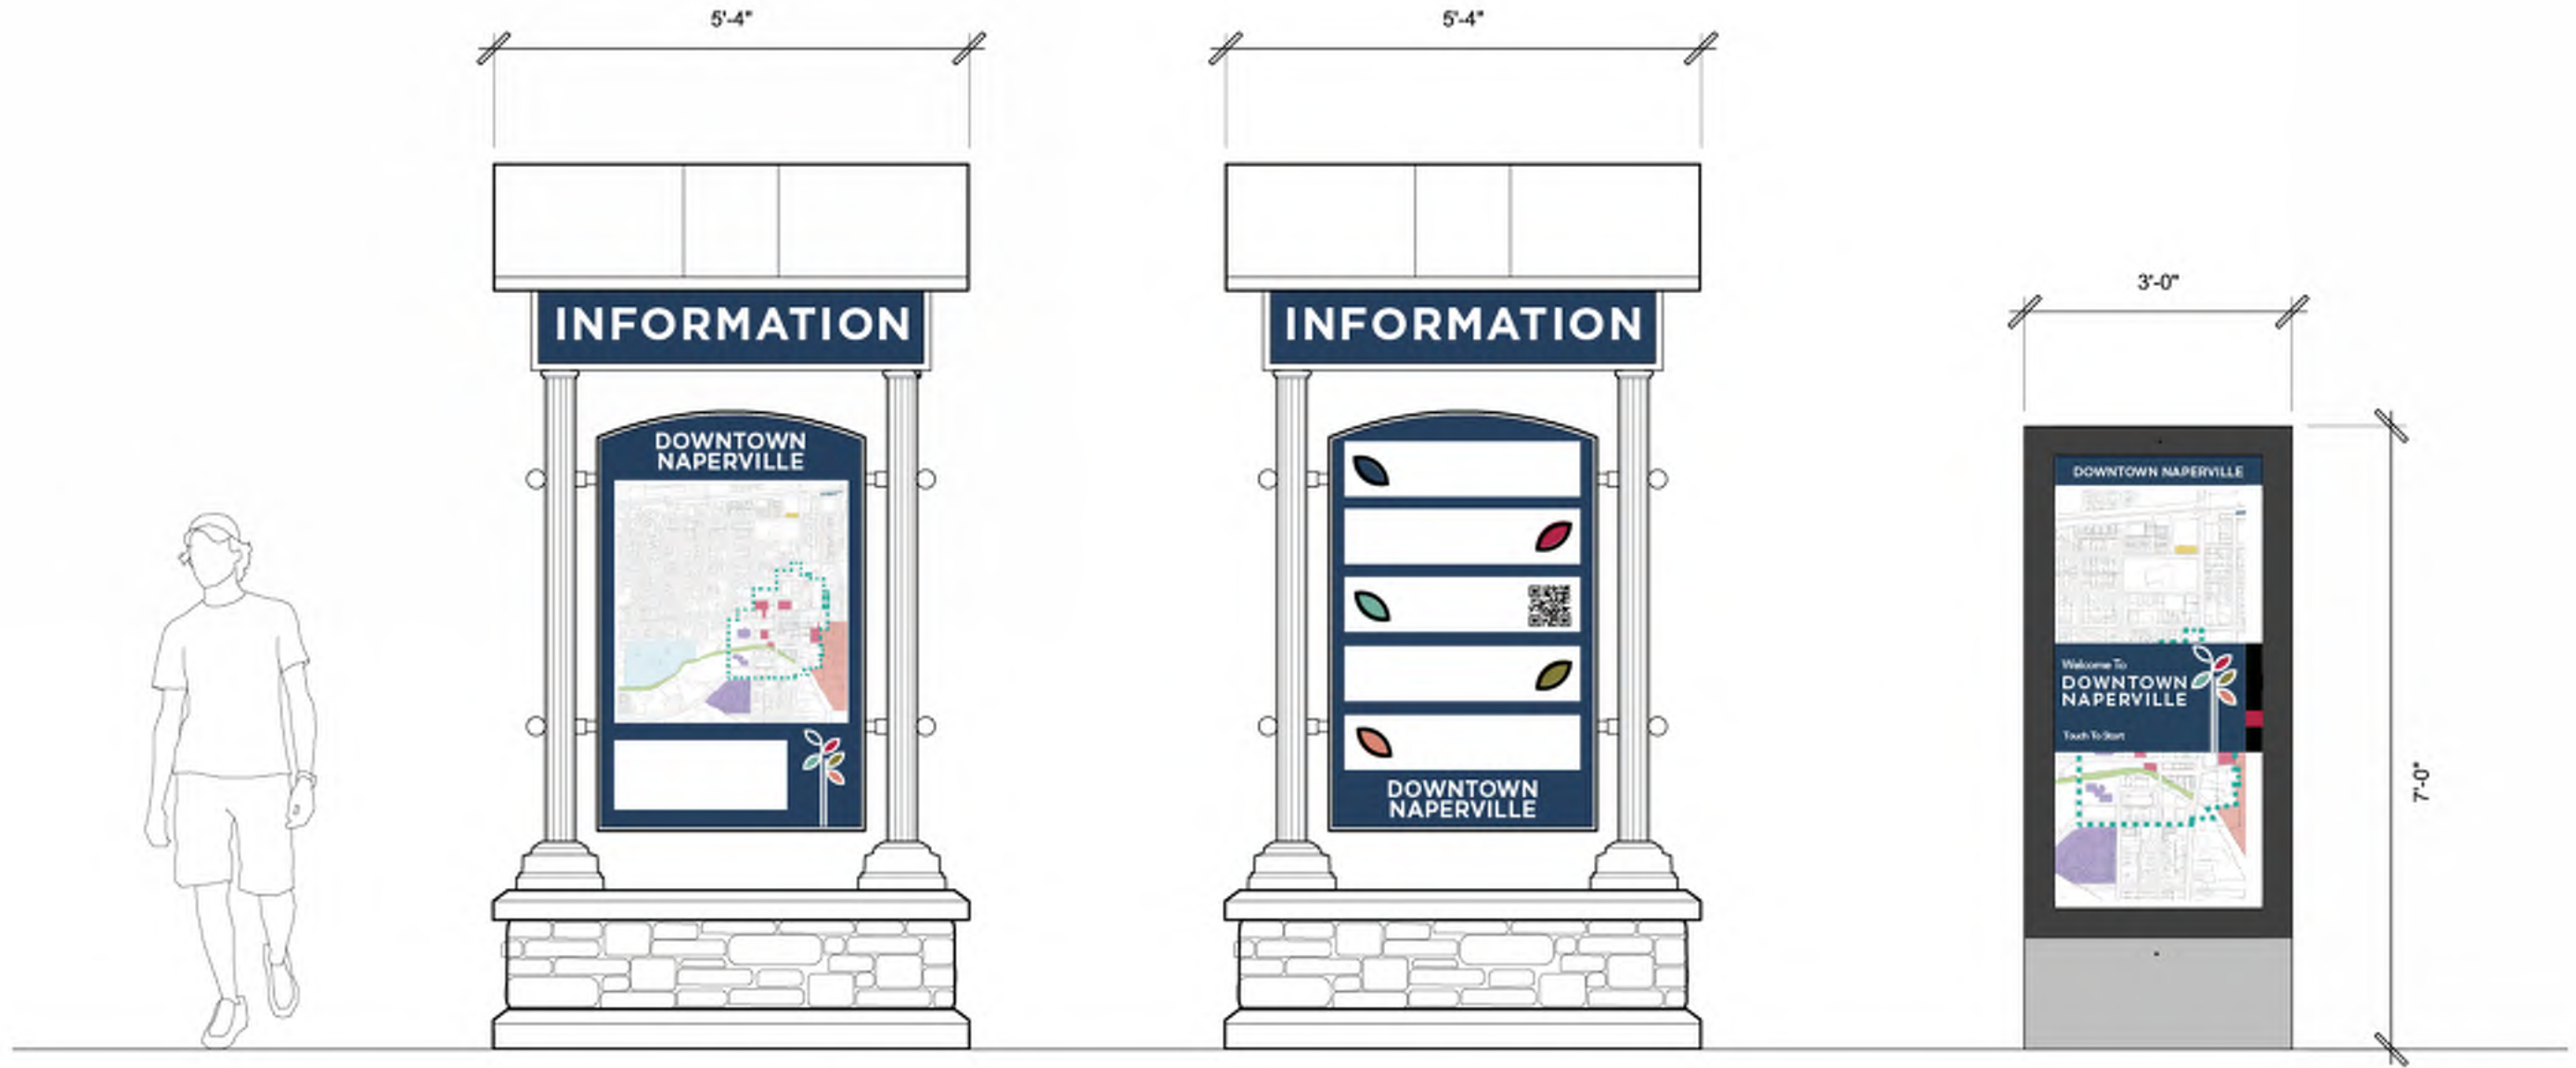 5'-4"
5'-4"
3'-0"
INFORMATION
DOWNTOWN
NAPERVILLE
INFORMATION
DOWNTOWN
NAPERVILLE
DOWNTOWN NAPERVILLE
Welcome To
DOWNTOWN
NAPERVILLE
Touch To Start
7'-0"